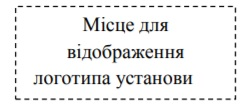 Місце для
відображення
логотипа установи